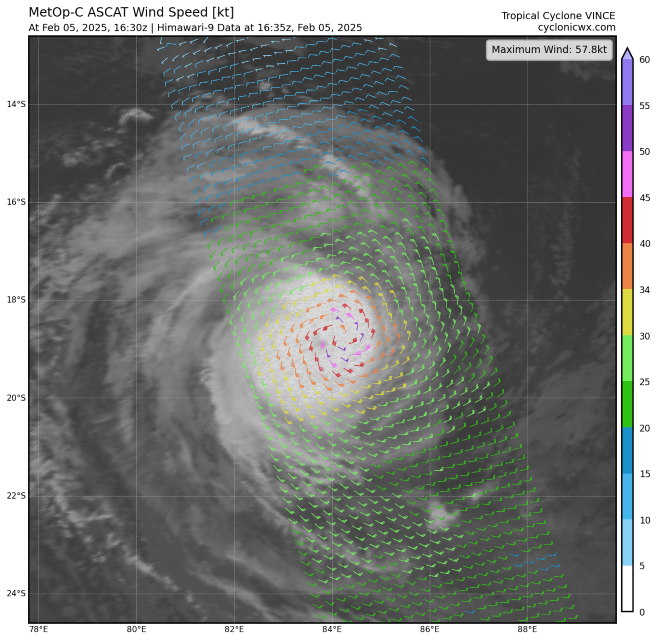 MetOp-C ASCAT Wind Speed [kt]
At Feb 05, 2025, 16:30z | Himawari-9 Data at 16:35z, Feb 05, 2025
Tropical Cyclone VINCE
cyclonicwx.com
Maximum Wind: 57.8kt
14°S
16°S
18°S
20°S
22°S
24°S
78°E
80°E
82°E
84°E
86°E
88°E
60
55
50
45
40
34
30
25
20
15
10
5
0